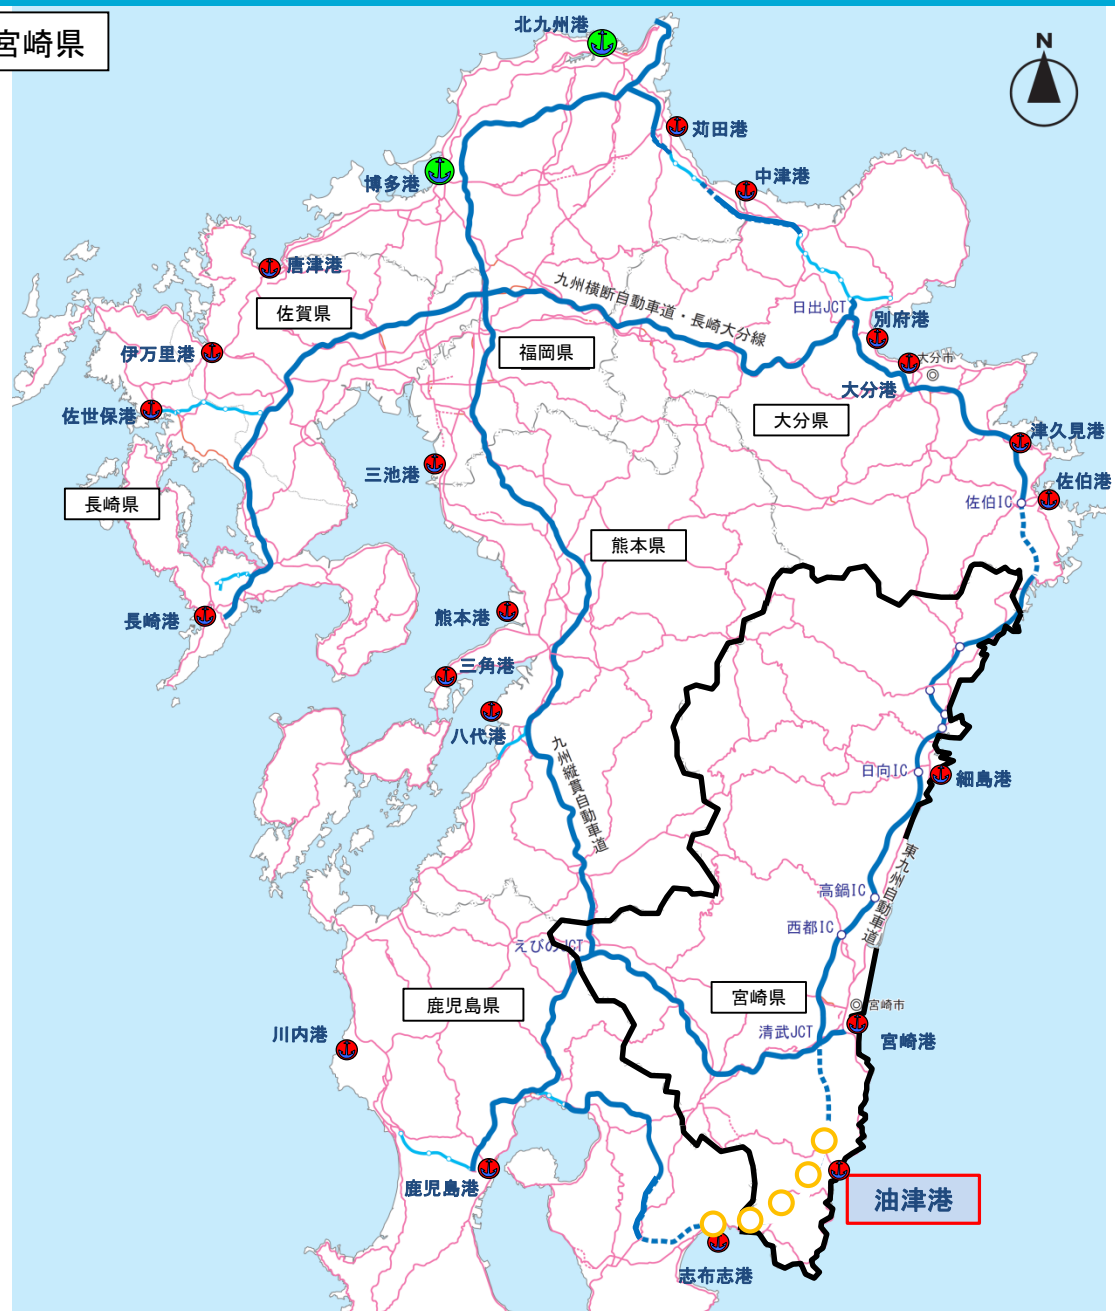 宮崎県
北九州港
N
苅田港
博多港
中津港
唐津港
九州横断自動車道・長崎大分線
佐賀県
日出JCT
別府港
伊万里港
福岡県
大分市
大分港
佐世保港
大分県
津久見港
三池港
佐伯港
長崎県
佐伯IC
熊本県
長崎港
熊本港
三角港
八代港
九州縦貫自動車道
日向IC
細島港
東九州自動車道
高鍋IC
西都IC
えびのJCT
鹿児島県
宮崎県
宮崎市
川内港
清武JCT
宮崎港
鹿児島港
油津港
志布志港